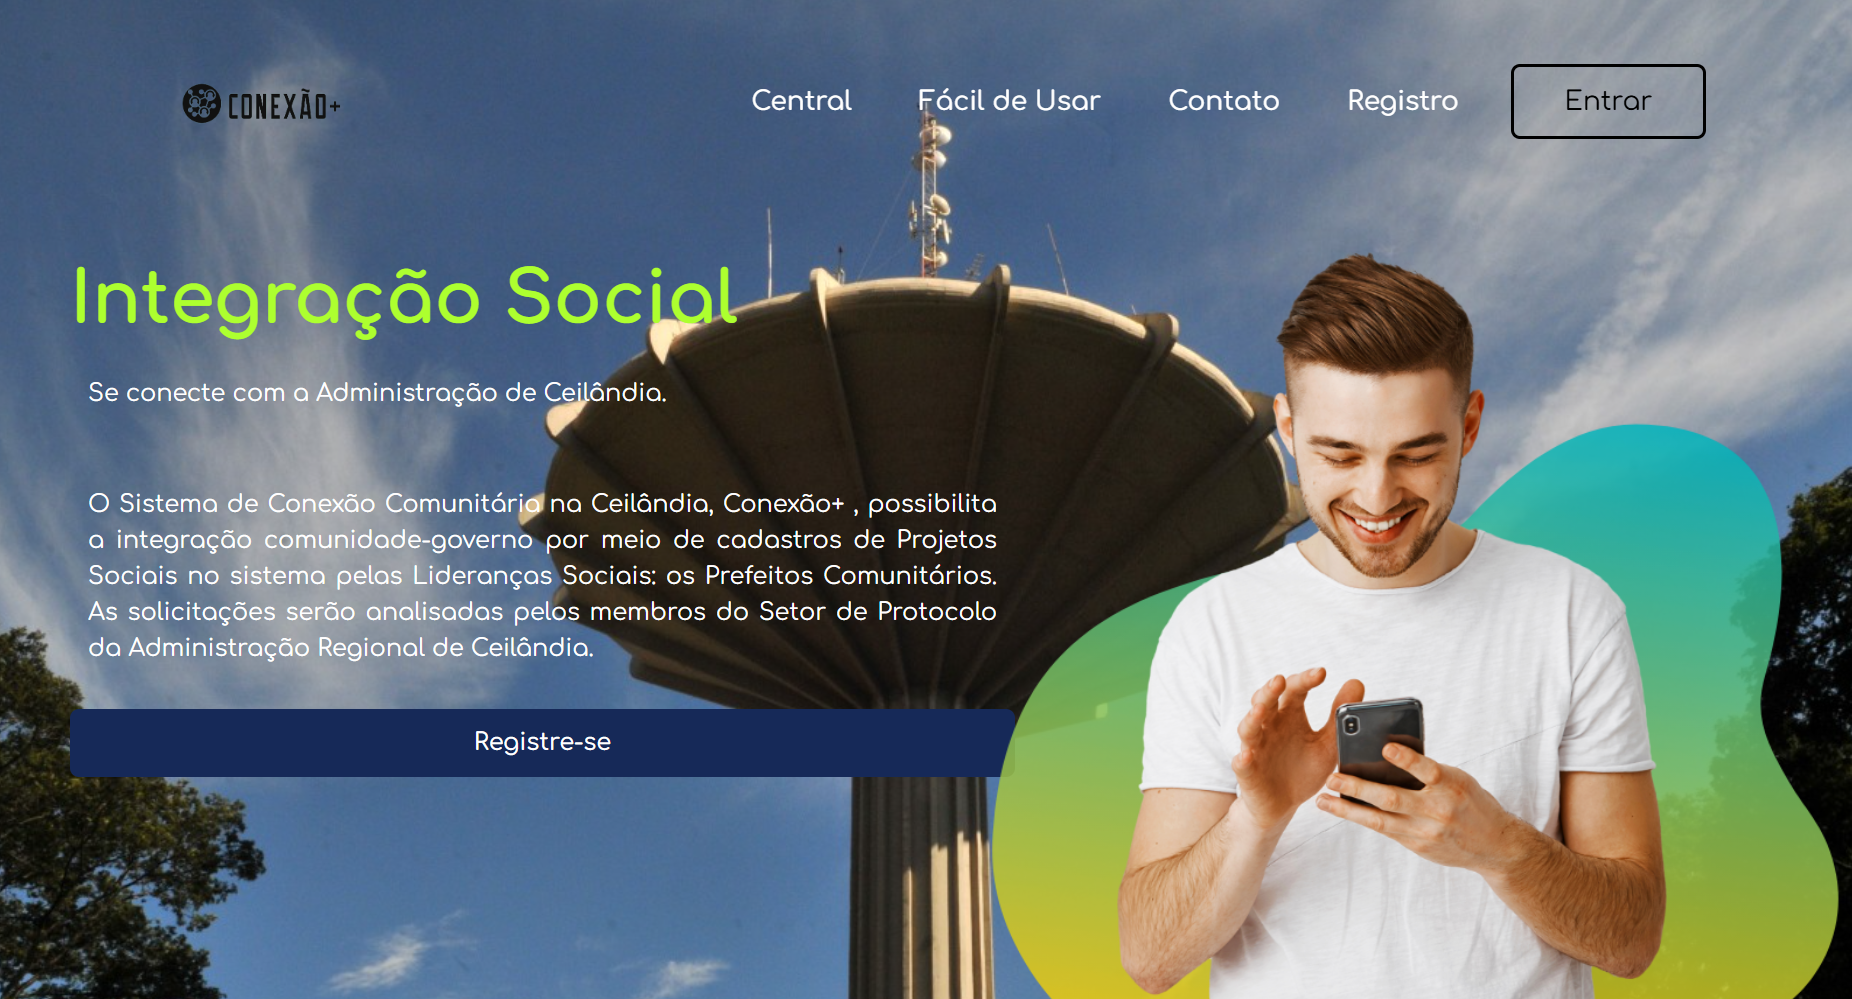 CONEXÃO+
Central
Fácil de Usar
Contato
Registro
Entrar
Integração Social
Se conecte com a Administração de Ceilândia.
O Sistema de Conexão Comunitária na Ceilândia, Conexão+ , possibilita
a integração comunidade-governo por meio de cadastros de Projetos
Sociais no sistema pelas Lideranças Sociais: os Prefeitos Comunitários.
As solicitações serão analisadas pelos membros do Setor de Protocolo
da Administração Regional de Ceilândia.
Registre-se